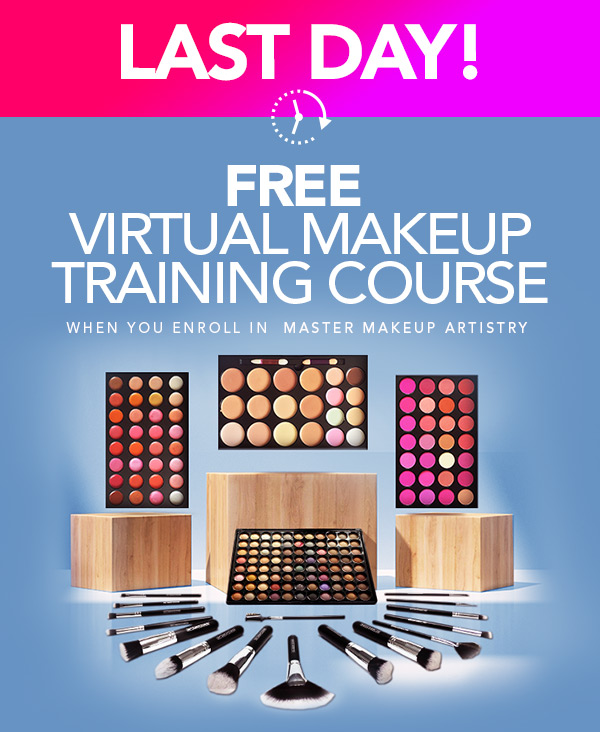 LAST DAY!
FREE
VIRTUAL MAKEUP
TRAINING COURSE
WHEN YOU ENROLL IN MASTER MAKEUP ARTISTRY